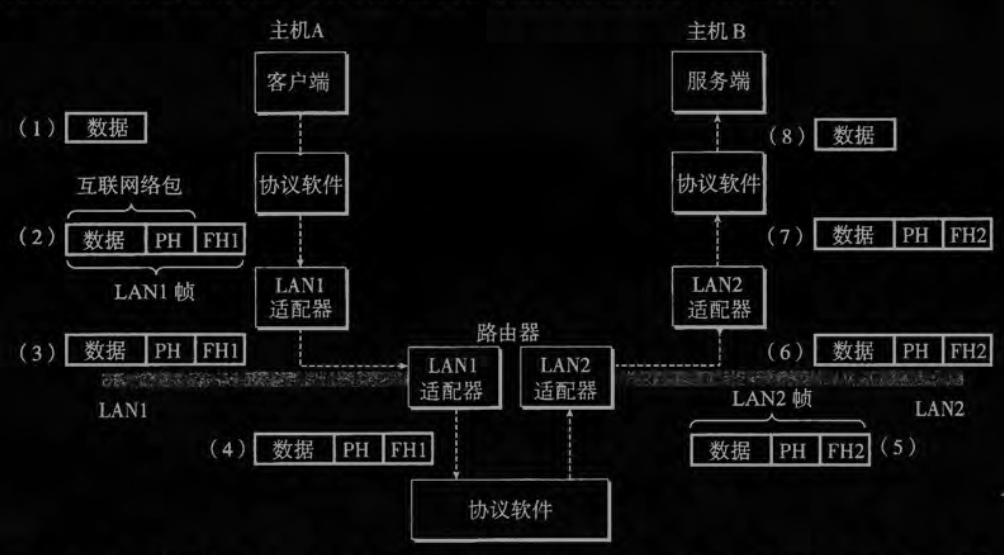 主机A
主机 B
客户端
服务端
(1) 数据
(8) 数据
协议软件
协议软件
互联网络包
(2) 数据 PH FH1
(7) 数据 PH FH2
LAN1 帧
LAN1
适配器
LAN2
适配器
路由器
(3) 数据 PH FH1
(6) 数据 PH FH2
LAN1
适配器
LAN2
适配器
LAN1
LAN2 帧
LAN2
(4) 数据 PH FH1
数据 PH FH2 (5)
协议软件